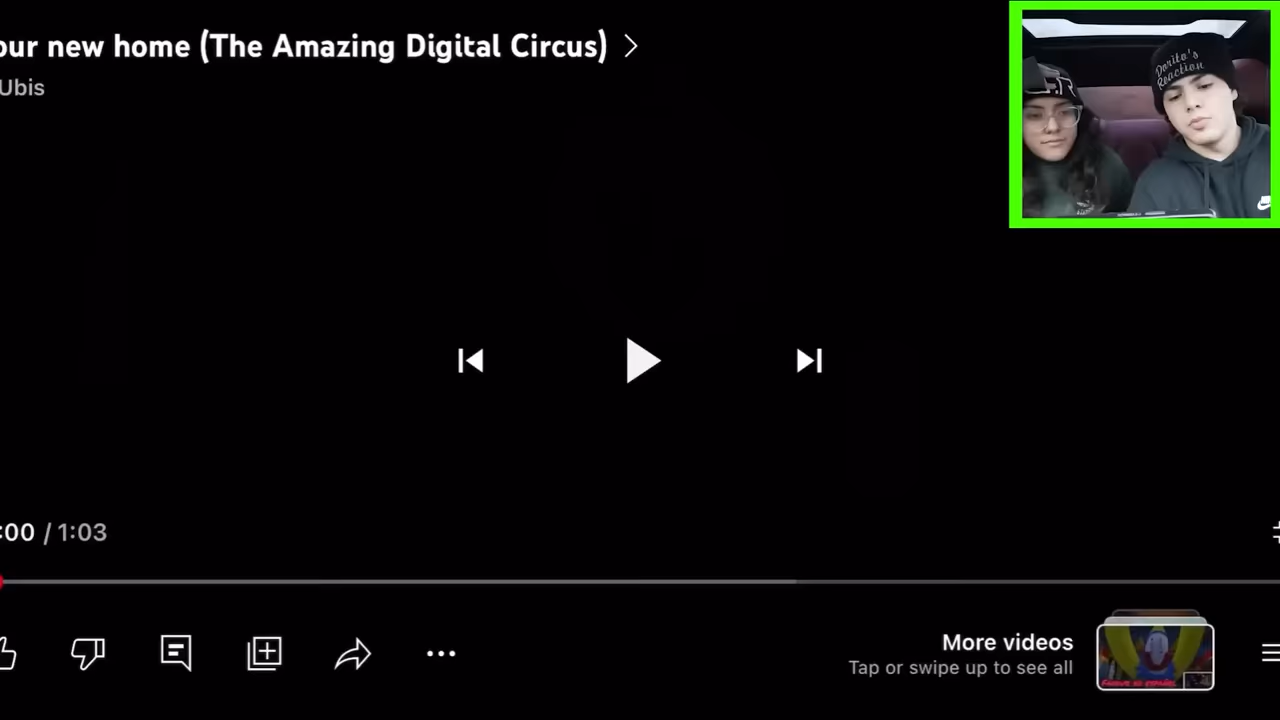 our new home (The Amazing Digital Circus)
Ubis
Dorito's
Reaction
:00 / 1:03
More videos
Tap or swipe up to see all